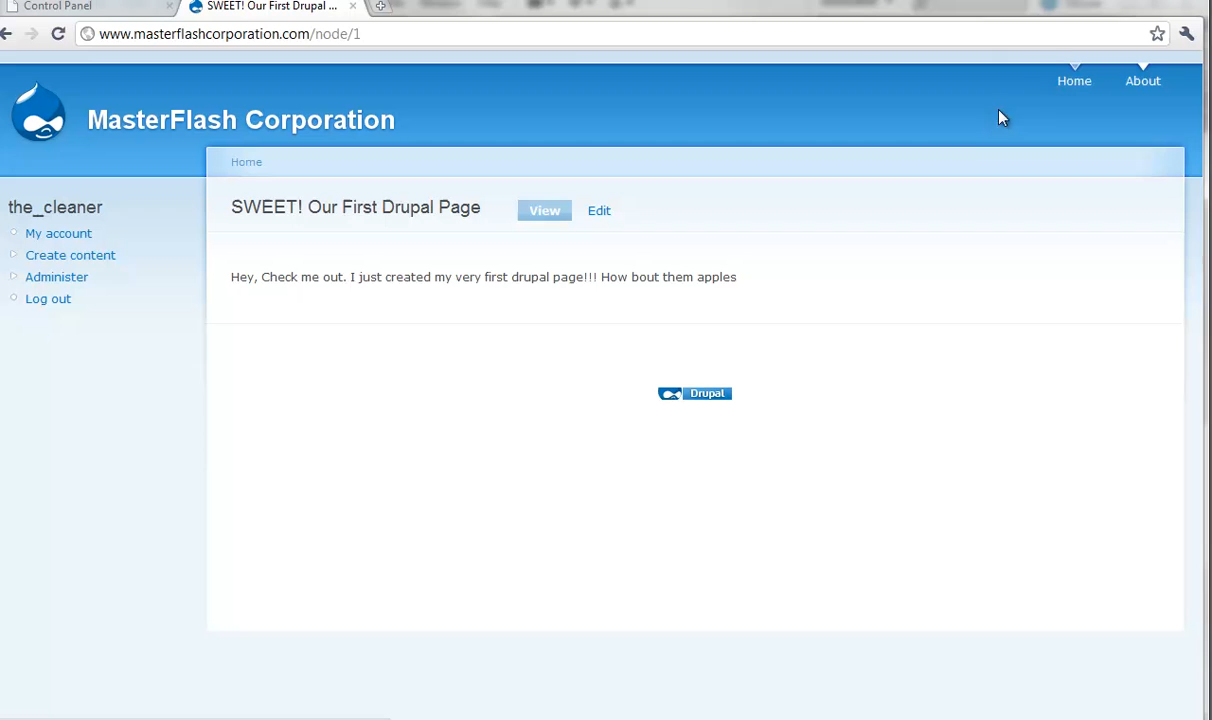 Control Panel
SWEET! Our First Drupal ...
www.masterflashcorporation.com/node/1
Home
About
MasterFlash Corporation
Home
the_cleaner
My account
Create content
Administer
Log out
SWEET! Our First Drupal Page
View
Edit
Hey, Check me out. I just created my very first drupal page!!! How bout them apples
Drupal